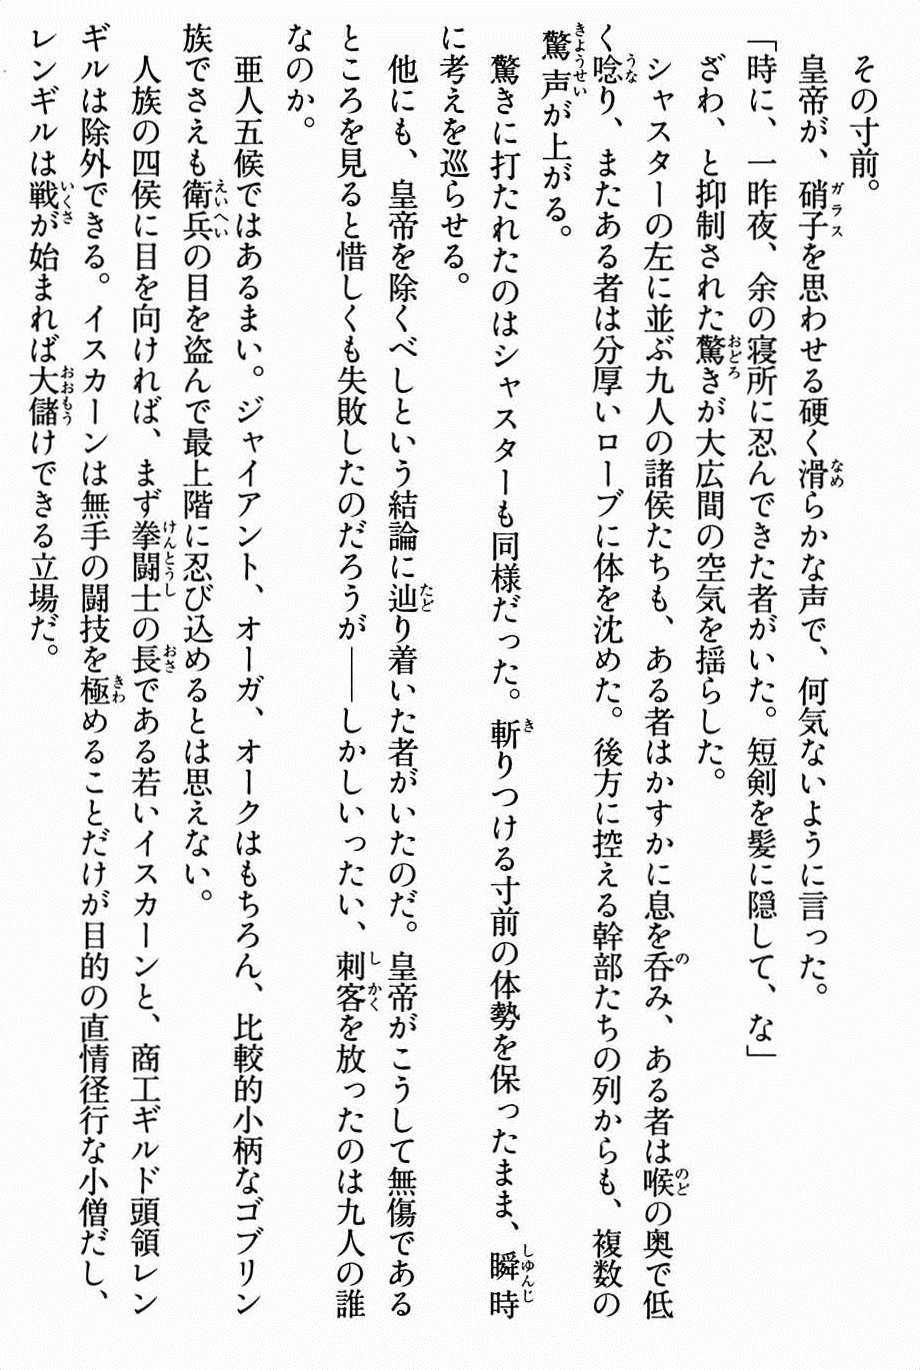 その寸前。
皇帝が、硝子を思わせる硬く滑らかな声で、何気ないように言った。
「時に、一昨夜、余の寝所に忍んできた者がいた。短剣を髪に隠して、な」
ざわ、と抑制された驚きが大広間の空気を揺らした。
シャスターの左に並ぶ九人の諸侯たちも、ある者はかすかに息を呑み、ある者は喉の奥で低
く唸り、またある者は分厚いローブに体を沈めた。後方に控える幹部たちの列からも、複数の
驚声が上がる。
驚きに打たれたのはシャスターも同様だった。斬りつける寸前の体勢を保ったまま、瞬時
に考えを巡らせる。
他にも、皇帝を除くべしという結論に辿り着いた者がいたのだ。皇帝がこうして無傷である
ところを見ると惜しくも失敗したのだろうが――しかしいったい、刺客を放ったのは九人の誰
なのか。
亜人五候ではあるまい。ジャイアント、オーガ、オークはもちろん、比較的小柄なゴブリン
族でさえも衛兵の目を盗んで最上階に忍び込めるとは思えない。
人族の四侯に目を向ければ、まず拳闘士の長である若いイスカーンと、商工ギルド頭領レン
ギルは除外できる。イスカーンは無手の闘技を極めることだけが目的の直情径行な小僧だし、
レンギルは戦が始まれば大儲けできる立場だ。